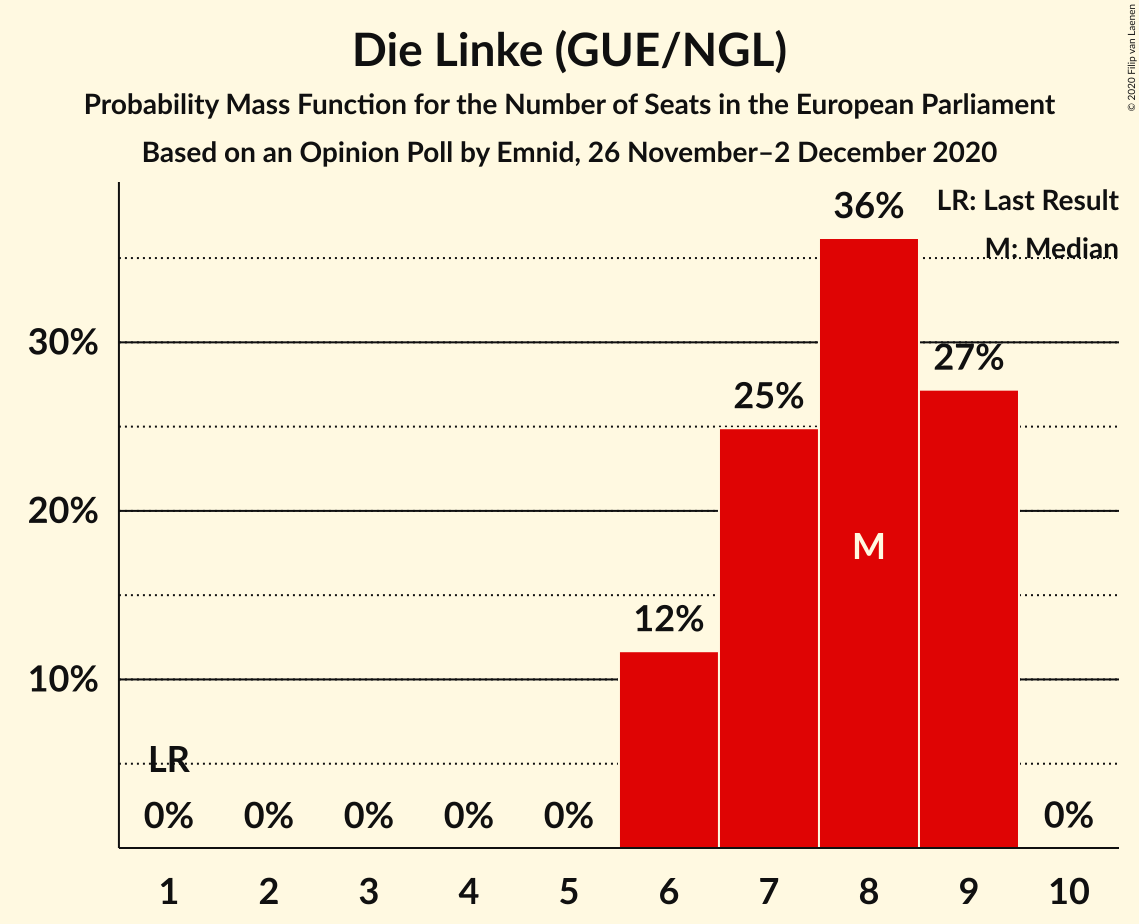 Die Linke (GUE/NGL)
Probability Mass Function for the Number of Seats in the European Parliament
Based on an Opinion Poll by Emnid, 26 November–2 December 2020
© 2020 Filip van Laenen
LR: Last Result
M: Median
30%
20%
10%
LR
0%
0%
0%
0%
0%
12%
25%
36%
M
27%
0%
1
2
3
4
5
6
7
8
9
10